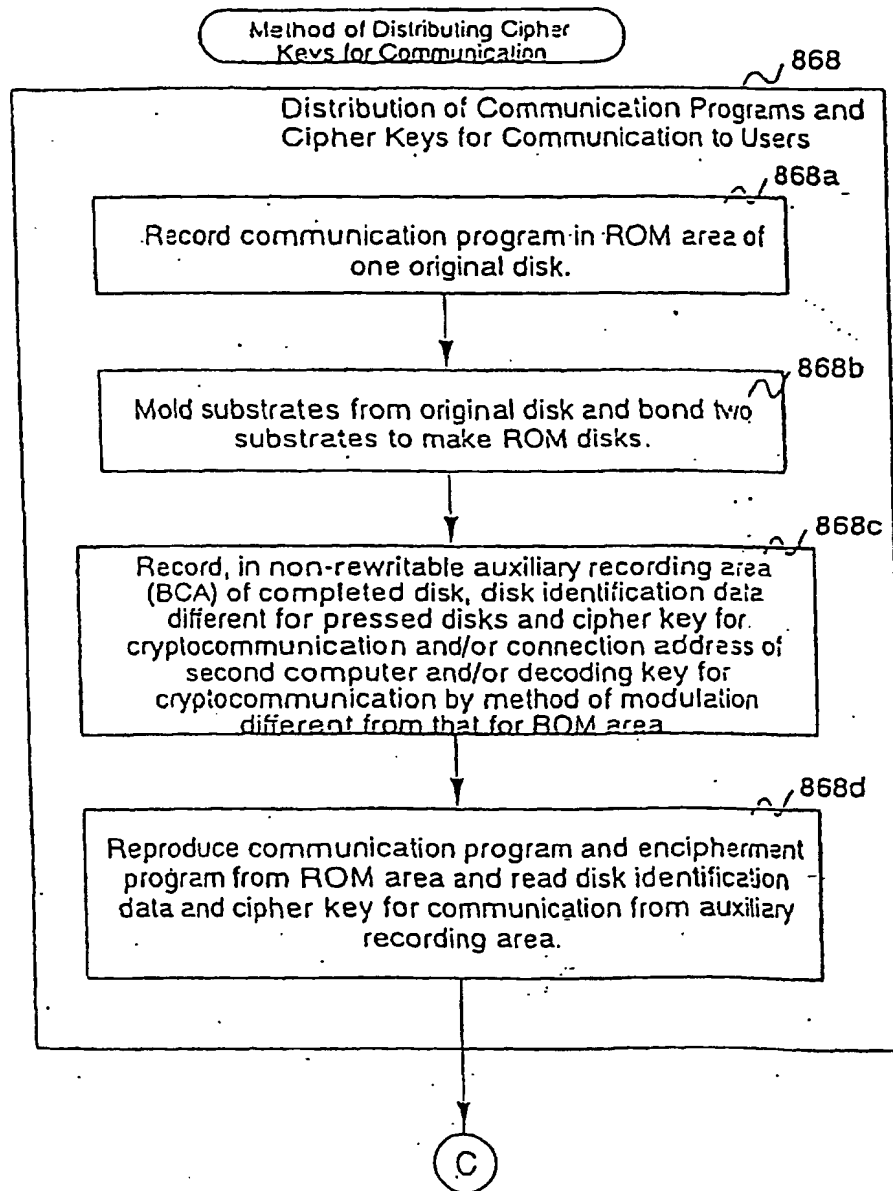 Method of Distributing Cipher
Keys for Communication
868
Distribution of Communication Programs and
Cipher Keys for Communication to Users
868a
Record communication program in ROM area of
one original disk.
868b
Mold substrates from original disk and bond two
substrates to make ROM disks.
868c
Record, in non-rewritable auxiliary recording area
(BCA) of completed disk, disk identification data
different for pressed disks and cipher key for
cryptocommunication and/or connection address of
second computer and/or decoding key for
cryptocommunication by method of modulation
different from that for ROM area
868d
Reproduce communication program and encipherment
program from ROM area and read disk identification
data and cipher key for communication from auxiliary
recording area.
C